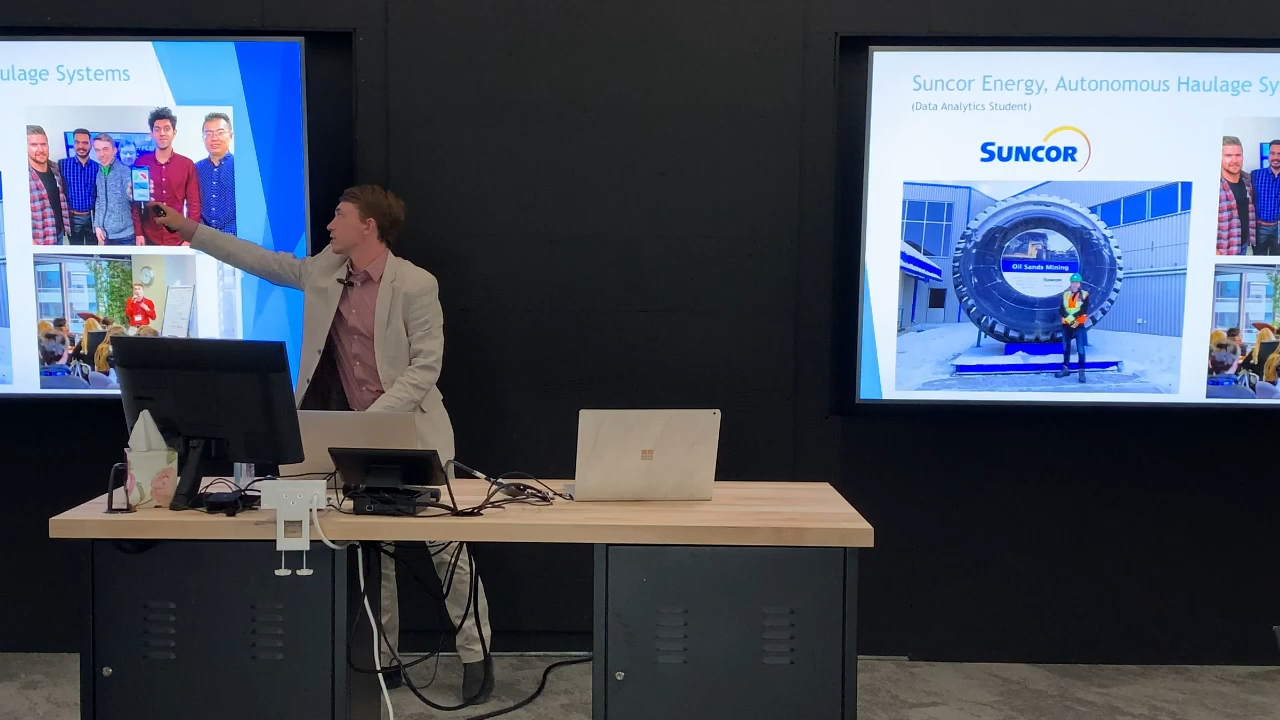 ulage Systems
Suncor Energy, Autonomous Haulage Sy
(Data Analytics Student)
SUNCOR
Oil Sands Mining